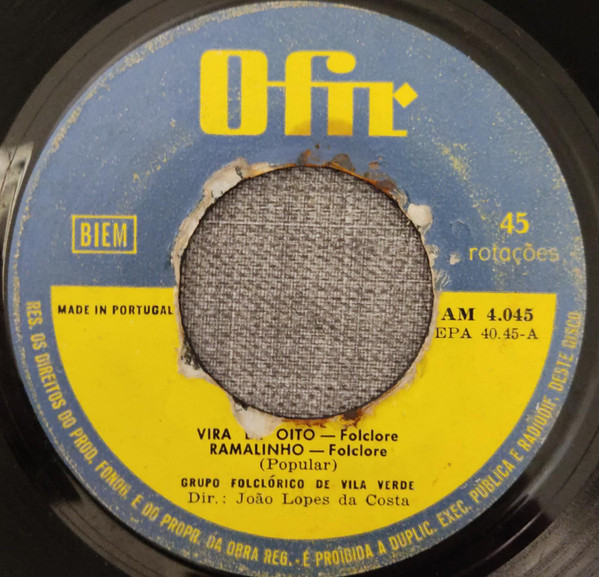 Ofir
BIEM
45
rotações
MADE IN PORTUGAL
AM 4.045
EPA 40.45-A
VIRA OITO — Folclore
RAMALINHO — Folclore
(Popular)
GRUPO FOLCLÓRICO DE VILA VERDE
Dir.: João Lopes da Costa
RES. OS DIREITOS DO PROD. FONOG. E DO PROPR. DA OBRA REG. - É PROIBIDA A DUPLIC. EXEC. PÚBLICA E RADIODIF. DESTE DISCO